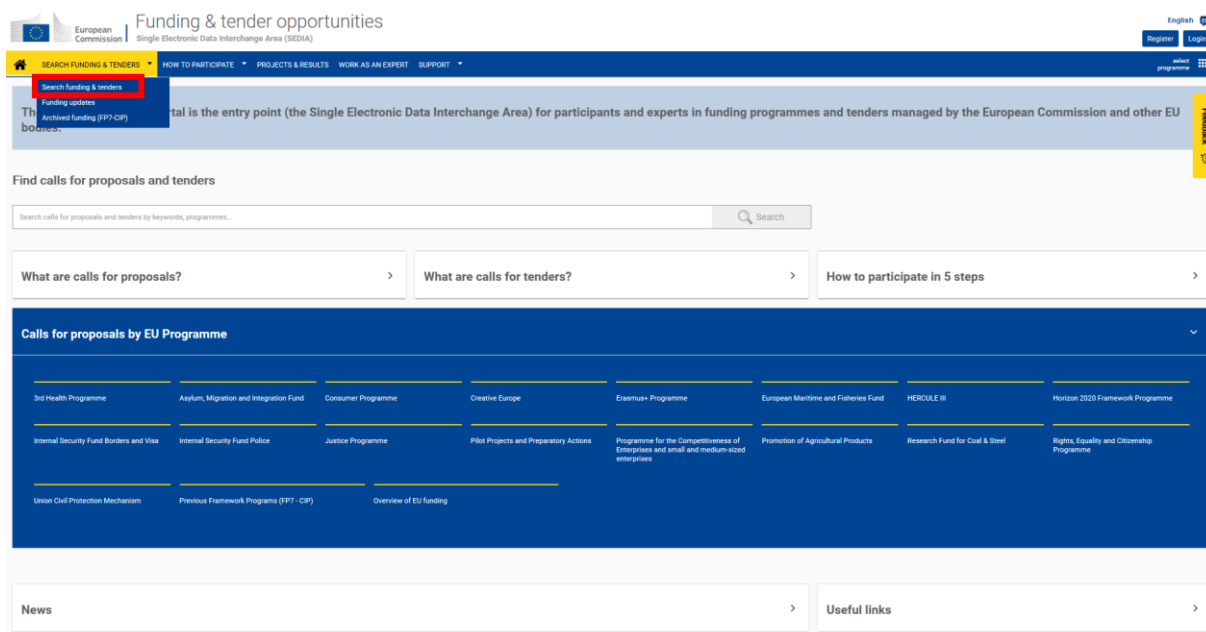 European
Commission
Funding & tender opportunities
Single Electronic Data Interchange Area (SEDIA)
English
Register
Login
SEARCH FUNDING & TENDERS
HOW TO PARTICIPATE
PROJECTS & RESULTS
WORK AS AN EXPERT
SUPPORT
select
programme
Search funding & tenders
Funding updates
Archived funding (FP7-CIP)
The
tal is the entry point (the Single Electronic Data Interchange Area) for participants and experts in funding programmes and tenders managed by the European Commission and other EU
bodies.
Find calls for proposals and tenders
Search calls for proposals and tenders by keywords, programmes...
Search
What are calls for proposals?
What are calls for tenders?
How to participate in 5 steps
Calls for proposals by EU Programme
3rd Health Programme
Asylum, Migration and Integration Fund
Consumer Programme
Creative Europe
Erasmus+ Programme
European Maritime and Fisheries Fund
HERCULE III
Horizon 2020 Framework Programme
Internal Security Fund Borders and Visa
Internal Security Fund Police
Justice Programme
Pilot Projects and Preparatory Actions
Programme for the Competitiveness of
Enterprises and small and medium-sized
enterprises
Promotion of Agricultural Products
Research Fund for Coal & Steel
Rights, Equality and Citizenship
Programme
Union Civil Protection Mechanism
Previous Framework Programs (FP7 - CIP)
Overview of EU funding
News
Useful links